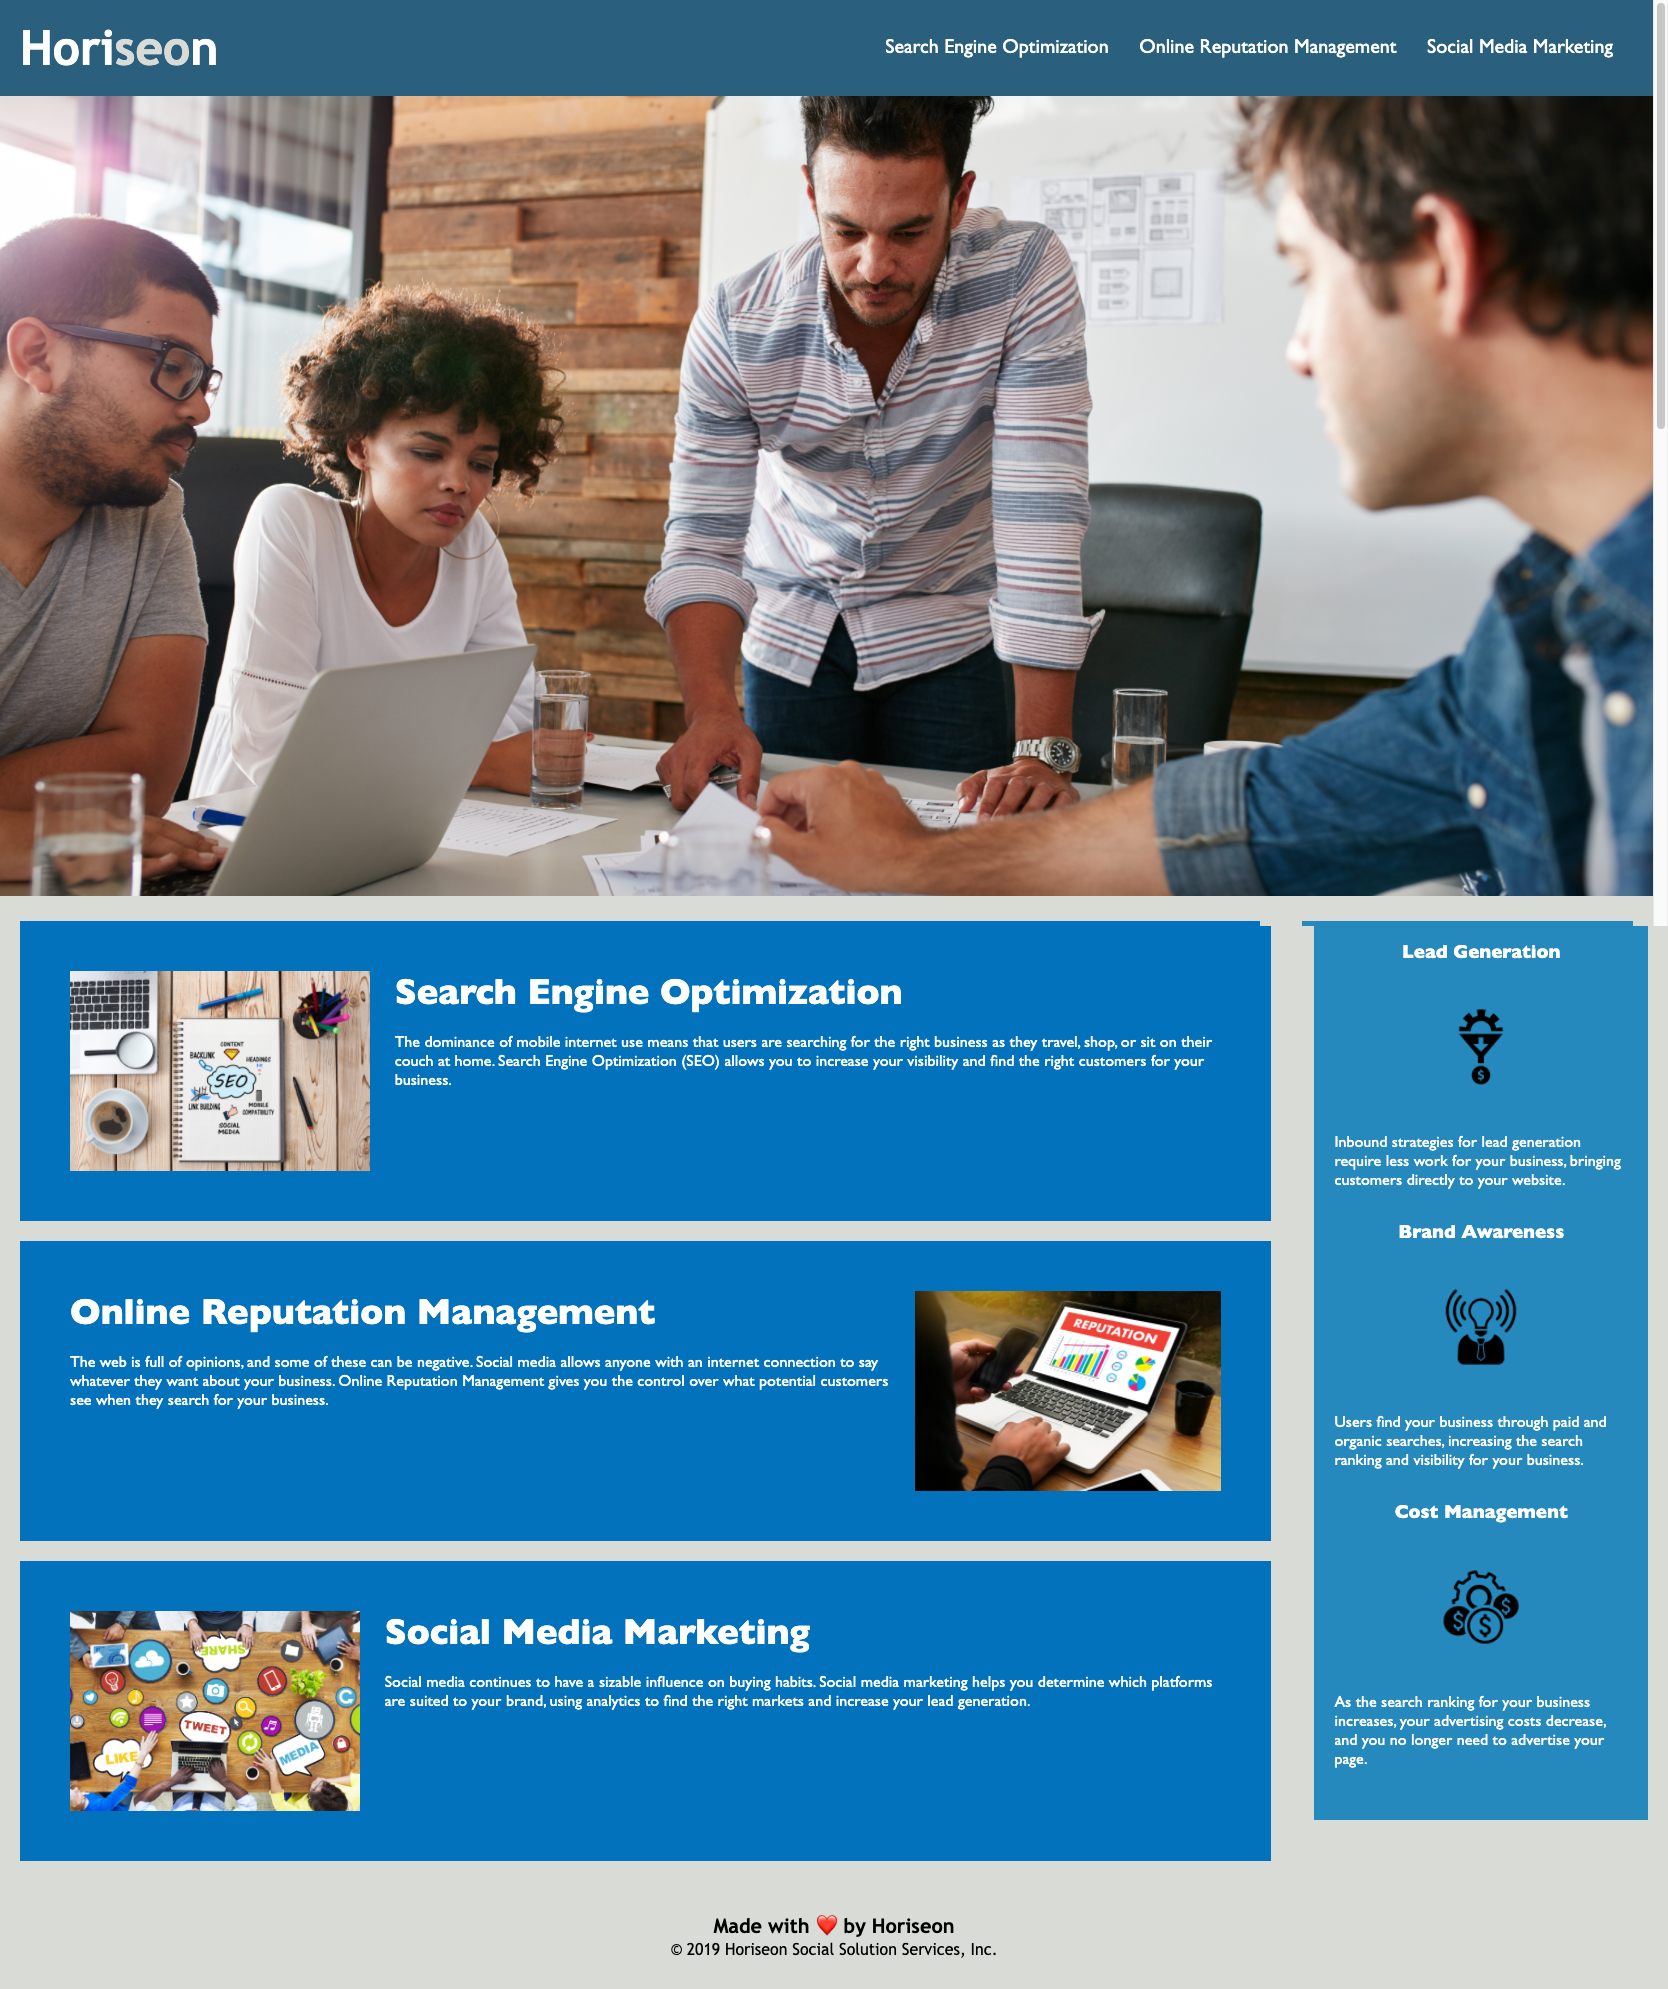 Horiseon
Search Engine Optimization
Online Reputation Management
Social Media Marketing
CONTENT
BACKLINK
HEADINGS
SEO
LINK BUILDING
MOBILE
COMPATIBILITY
SOCIAL
MEDIA
Search Engine Optimization
The dominance of mobile internet use means that users are searching for the right business as they travel, shop, or sit on their
couch at home. Search Engine Optimization (SEO) allows you to increase your visibility and find the right customers for your
business.
Online Reputation Management
The web is full of opinions, and some of these can be negative. Social media allows anyone with an internet connection to say
whatever they want about your business. Online Reputation Management gives you the control over what potential customers
see when they search for your business.
REPUTATION
SHARE
TWEET
LIKE
MEDIA
Social Media Marketing
Social media continues to have a sizable influence on buying habits. Social media marketing helps you determine which platforms
are suited to your brand, using analytics to find the right markets and increase your lead generation.
Lead Generation
$
Inbound strategies for lead generation
require less work for your business, bringing
customers directly to your website.
Brand Awareness
Users find your business through paid and
organic searches, increasing the search
ranking and visibility for your business.
Cost Management
$ $ $
As the search ranking for your business
increases, your advertising costs decrease,
and you no longer need to advertise your
page.
Made with ❤️ by Horiseon
© 2019 Horiseon Social Solution Services, Inc.